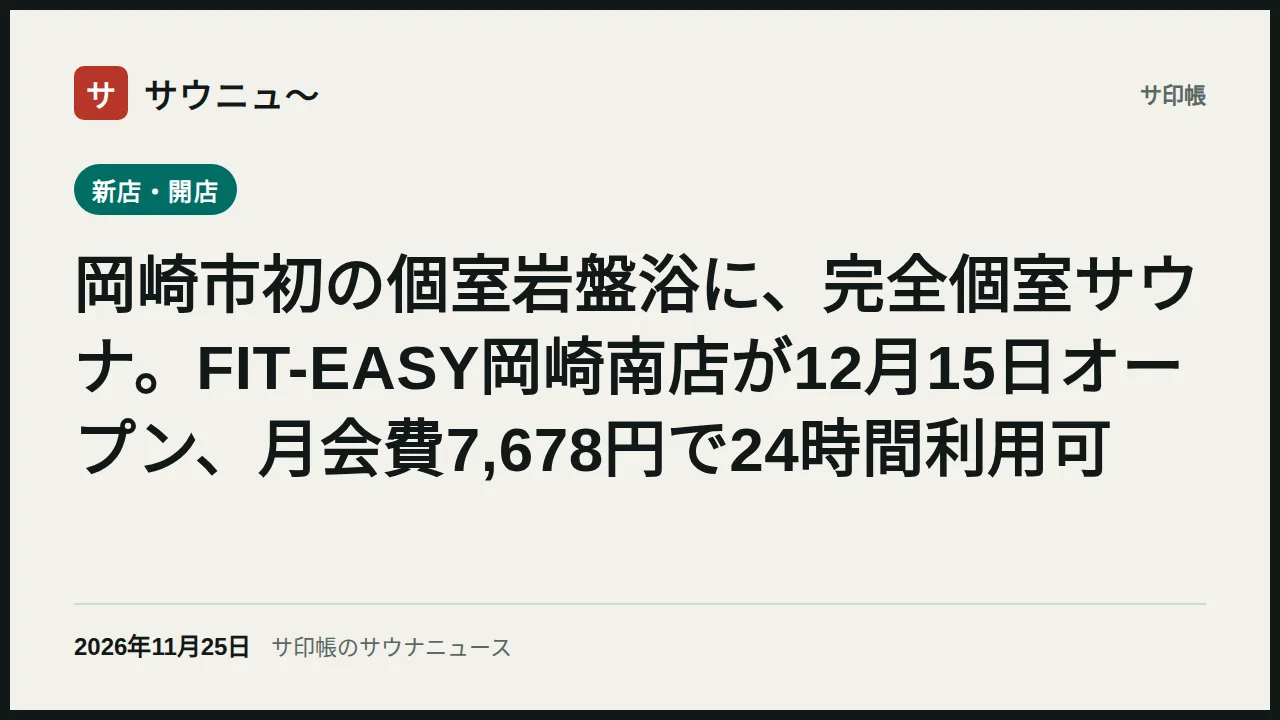 サ サウニュ〜
サ印帳
新店・開店
岡崎市初の個室岩盤浴に、完全個室サウ
ナ。FIT-EASY岡崎南店が12月15日オー
プン、月会費7,678円で24時間利用可
2026年11月25日 サ印帳のサウナニュース